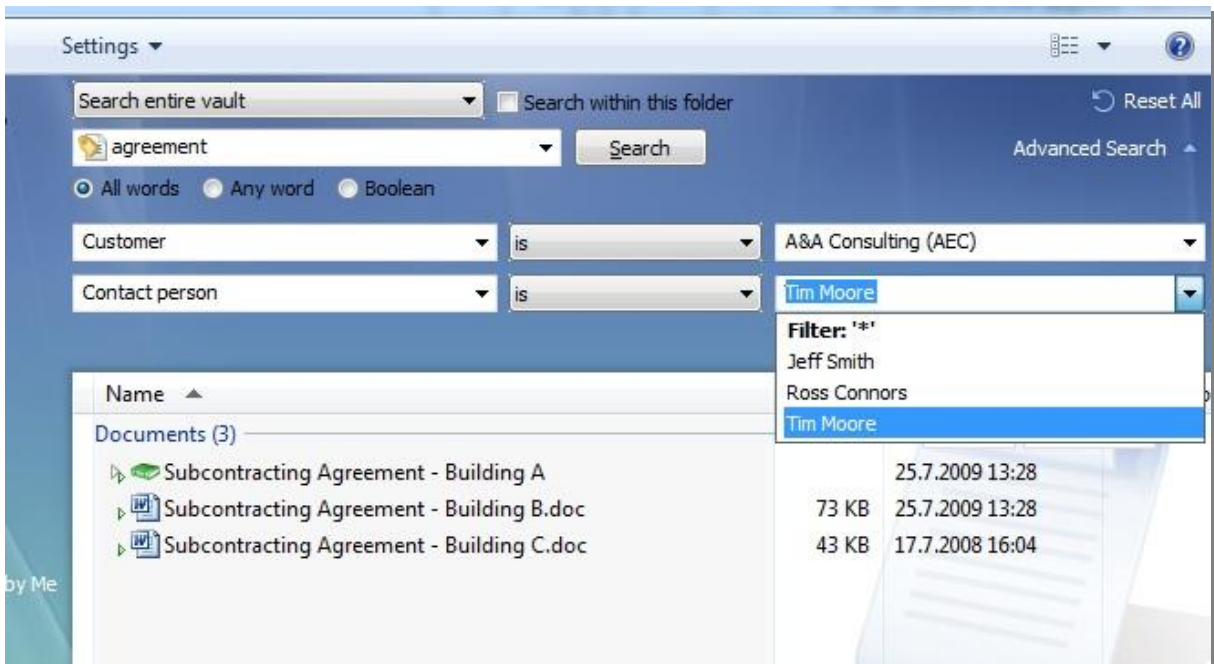 Settings
Search entire vault Search within this folder Reset All
agreement Search Advanced Search
All words Any word Boolean
Customer is A&A Consulting (AEC)
Contact person is Tim Moore
Filter: '*'
Jeff Smith
Ross Connors
Tim Moore
Name
Documents (3)
Subcontracting Agreement - Building A 25.7.2009 13:28
Subcontracting Agreement - Building B.doc 73 KB 25.7.2009 13:28
Subcontracting Agreement - Building C.doc 43 KB 17.7.2008 16:04
by Me